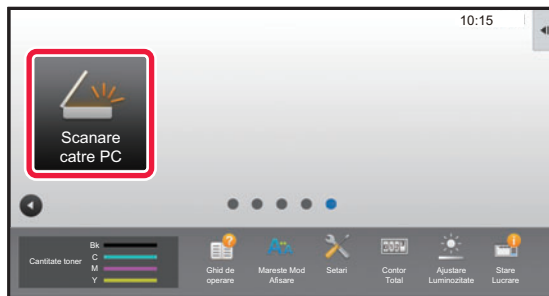 10:15
Scanare
catre PC
Cantitate toner
Bk
C
M
Y
Ghid de
operare
Mareste Mod
Afisare
Setari
Contor
Total
Ajustare
Luminozitate
Stare
Lucrare